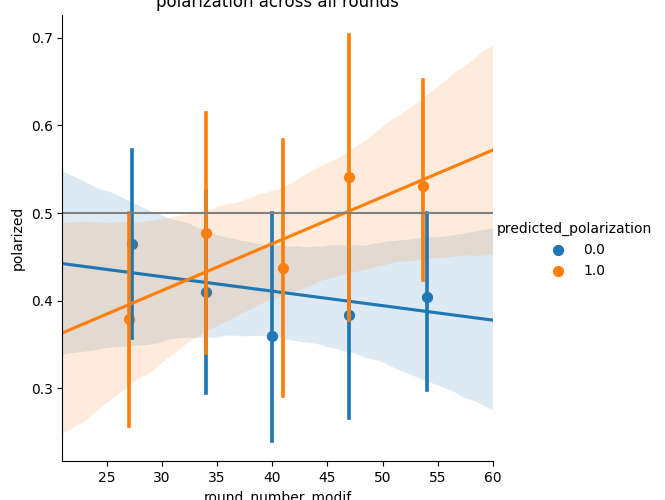 polarization across all rounds
0.7
0.6
0.5
0.4
0.3
polarized
25 30 35 40 45 50 55 60
round_number_modif
predicted_polarization
0.0
1.0